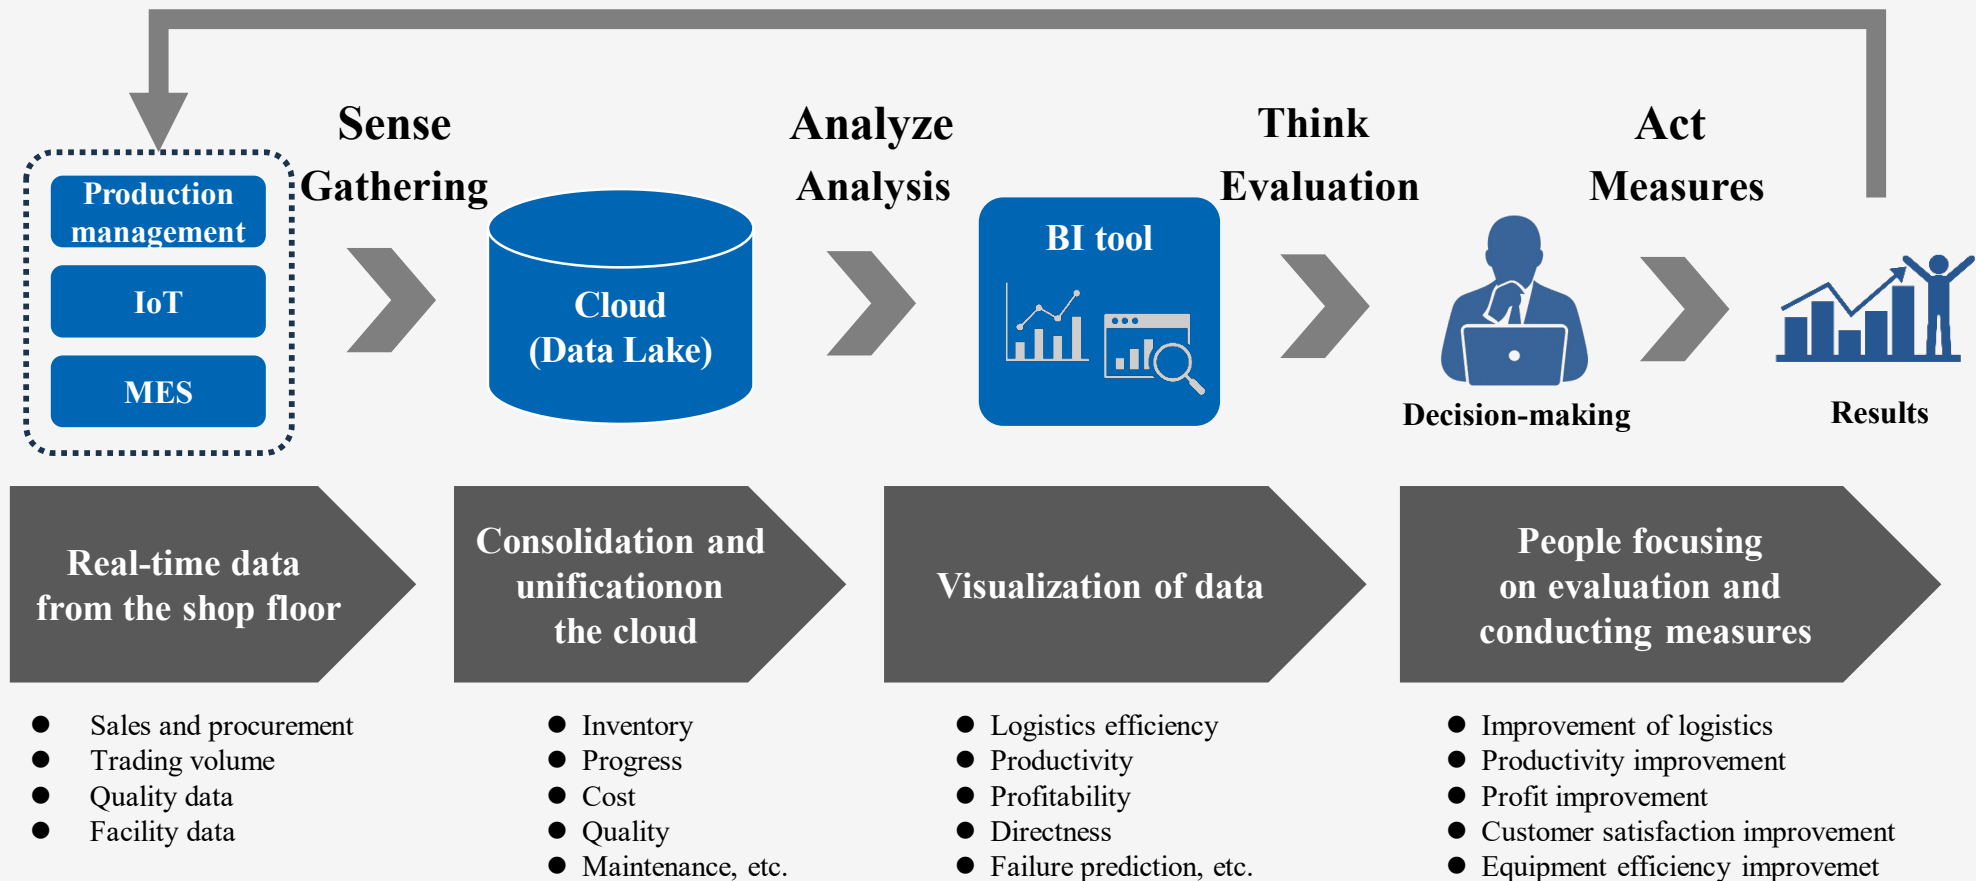 Sense
Gathering
Analyze
Analysis
Think
Evaluation
Act
Measures
Production
management
IoT
MES
Cloud
(Data Lake)
BI tool
Decision-making
Results
Real-time data
from the shop floor
Consolidation and
unificationon
the cloud
Visualization of data
People focusing
on evaluation and
conducting measures
● Sales and procurement
● Trading volume
● Quality data
● Facility data
● Inventory
● Progress
● Cost
● Quality
● Maintenance, etc.
● Logistics efficiency
● Productivity
● Profitability
● Directness
● Failure prediction, etc.
● Improvement of logistics
● Productivity improvement
● Profit improvement
● Customer satisfaction improvement
● Equipment efficiency improvemet